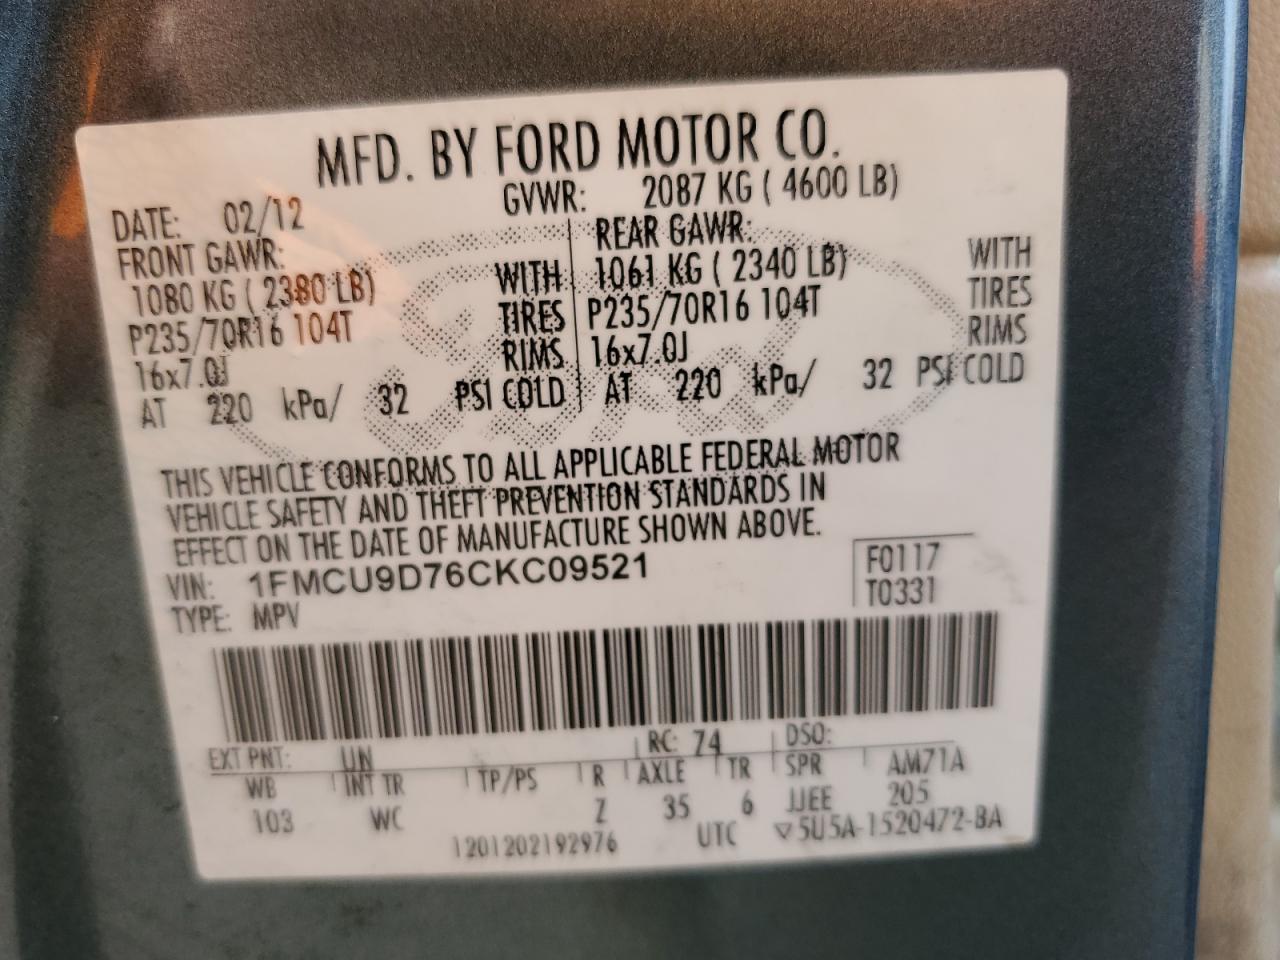 MFD. BY FORD MOTOR CO.
DATE: 02/12 GVWR: 2087 KG ( 4600 LB)
FRONT GAWR: REAR GAWR:
1080 KG ( 2380 LB) WITH 1061 KG ( 2340 LB) WITH
P235/70R16 104T TIRES P235/70R16 104T TIRES
16x7.0J RIMS 16x7.0J RIMS
AT 220 kPa/ 32 PSI COLD AT 220 kPa/ 32 PSI COLD
THIS VEHICLE CONFORMS TO ALL APPLICABLE FEDERAL MOTOR
VEHICLE SAFETY AND THEFT PREVENTION STANDARDS IN
EFFECT ON THE DATE OF MANUFACTURE SHOWN ABOVE.
VIN: 1FMCU9D76CKC09521 F0117
TYPE: MPV T0331
EXT PNT: UN RC: 74 DSO:
WB INT TR TP/PS R AXLE TR SPR AM71A
103 WC Z 35 6 JJEE 205
1201202192976 UTC ▽5U5A-1520472-BA
Ford